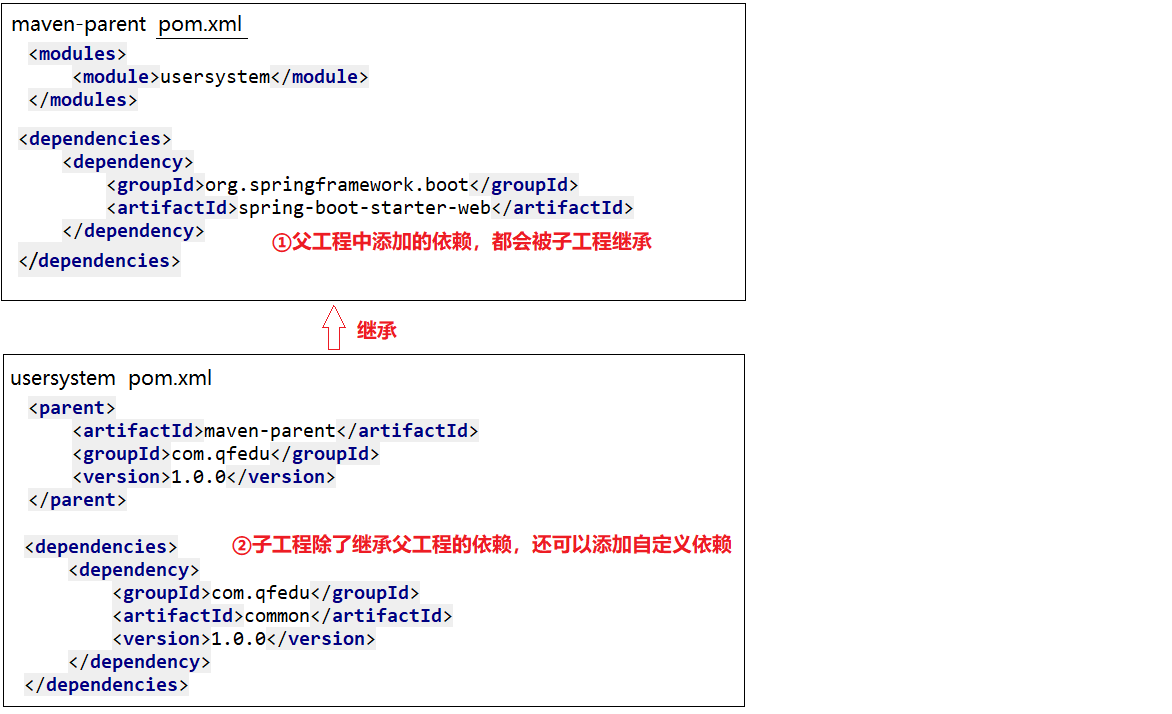 maven-parent pom.xml
<modules>
<module>usersystem</module>
</modules>
<dependencies>
<dependency>
<groupId>org.springframework.boot</groupId>
<artifactId>spring-boot-starter-web</artifactId>
</dependency>
①父工程中添加的依赖，都会被子工程继承
</dependencies>
继承
usersystem pom.xml
<parent>
<artifactId>maven-parent</artifactId>
<groupId>com.qfedu</groupId>
<version>1.0.0</version>
</parent>
<dependencies> ②子工程除了继承父工程的依赖，还可以添加自定义依赖
<dependency>
<groupId>com.qfedu</groupId>
<artifactId>common</artifactId>
<version>1.0.0</version>
</dependency>
</dependencies>